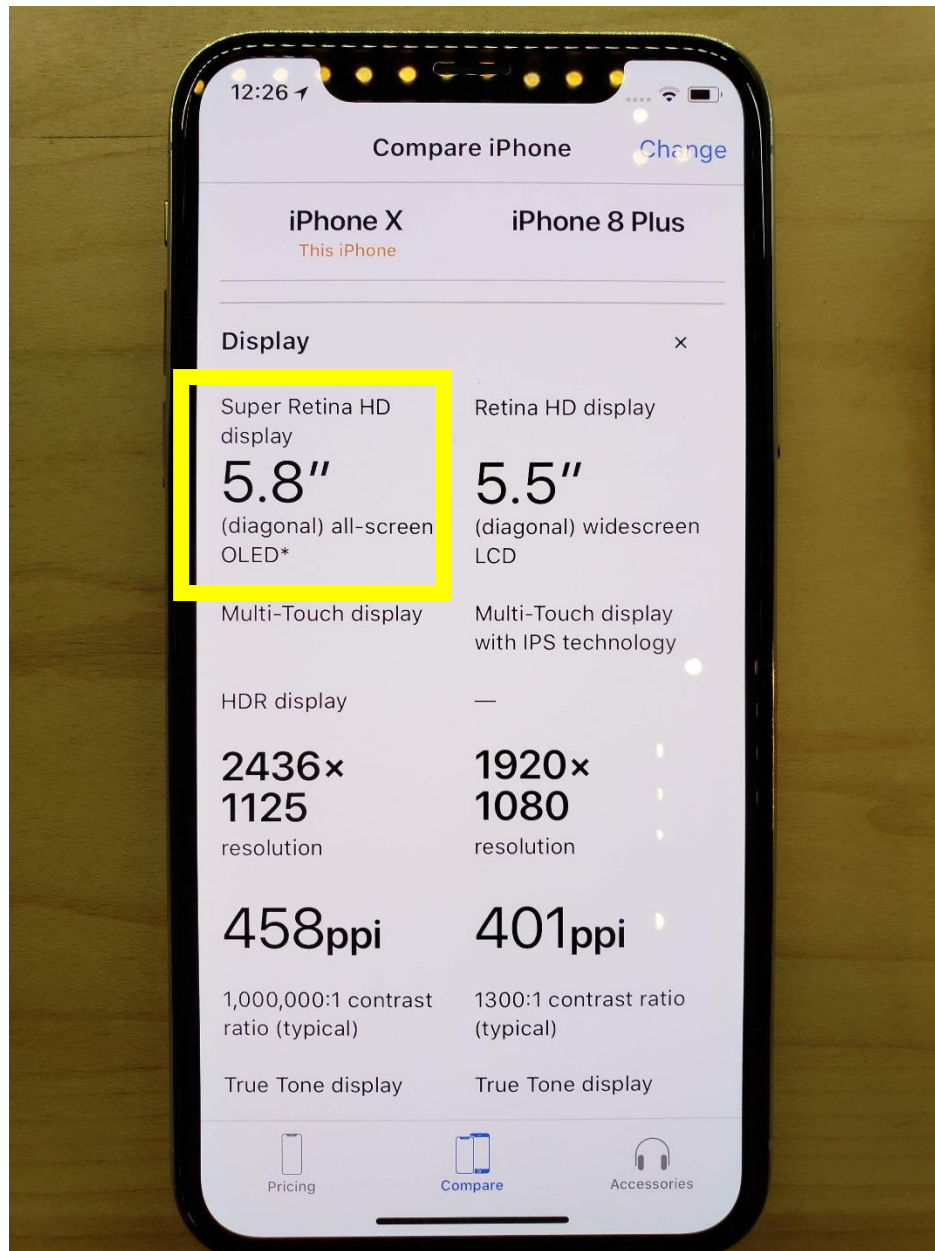 12:26
Compare iPhone
Change
iPhone X
This iPhone
iPhone 8 Plus
Display
×
Super Retina HD
display
5.8″
(diagonal) all-screen
OLED*
Retina HD display
5.5″
(diagonal) widescreen
LCD
Multi-Touch display
Multi-Touch display
with IPS technology
HDR display
—
2436×
1125
resolution
1920×
1080
resolution
458ppi
401ppi
1,000,000:1 contrast
ratio (typical)
1300:1 contrast ratio
(typical)
True Tone display
True Tone display
Pricing
Compare
Accessories